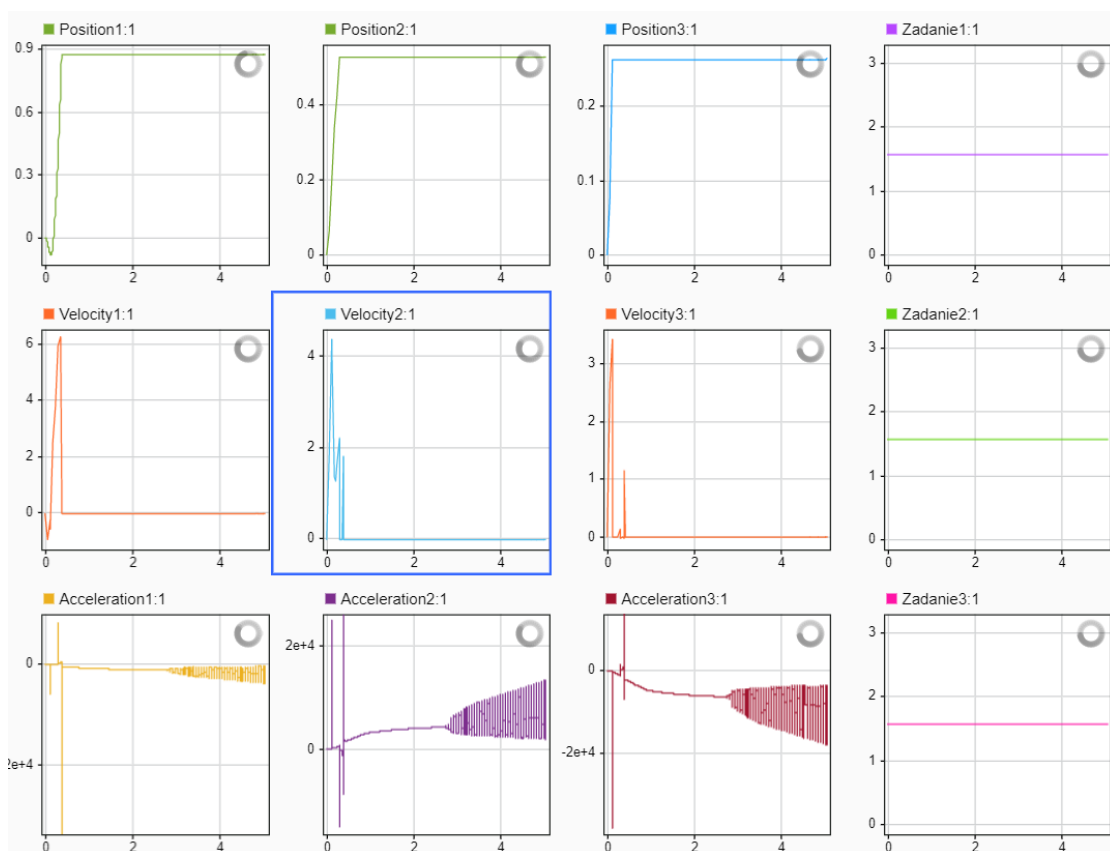 Position1:1
0.9
0.6
0.3
0
0 2 4
Position2:1
0.4
0.2
0
0 2 4
Position3:1
0.2
0.1
0
0 2 4
Zadanie1:1
3
2
1
0
0 2 4
Velocity1:1
6
4
2
0
0 2 4
Velocity2:1
4
2
0
0 2 4
Velocity3:1
3
2
1
0
0 2 4
Zadanie2:1
3
2
1
0
0 2 4
Acceleration1:1
0
2e+4
0 2 4
Acceleration2:1
2e+4
0
0 2 4
Acceleration3:1
0
-2e+4
0 2 4
Zadanie3:1
3
2
1
0
0 2 4